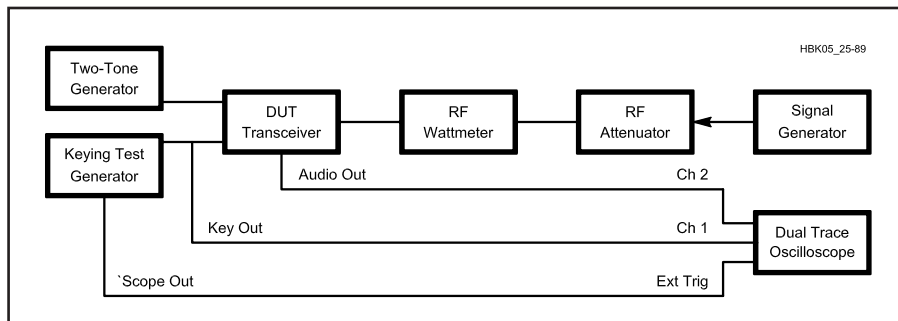 HBK05_25-89
Two-Tone
Generator
DUT
Transceiver
RF
Wattmeter
RF
Attenuator
Signal
Generator
Keying Test
Generator
Audio Out
Ch 2
Key Out
Ch 1
Dual Trace
Oscilloscope
`Scope Out
Ext Trig